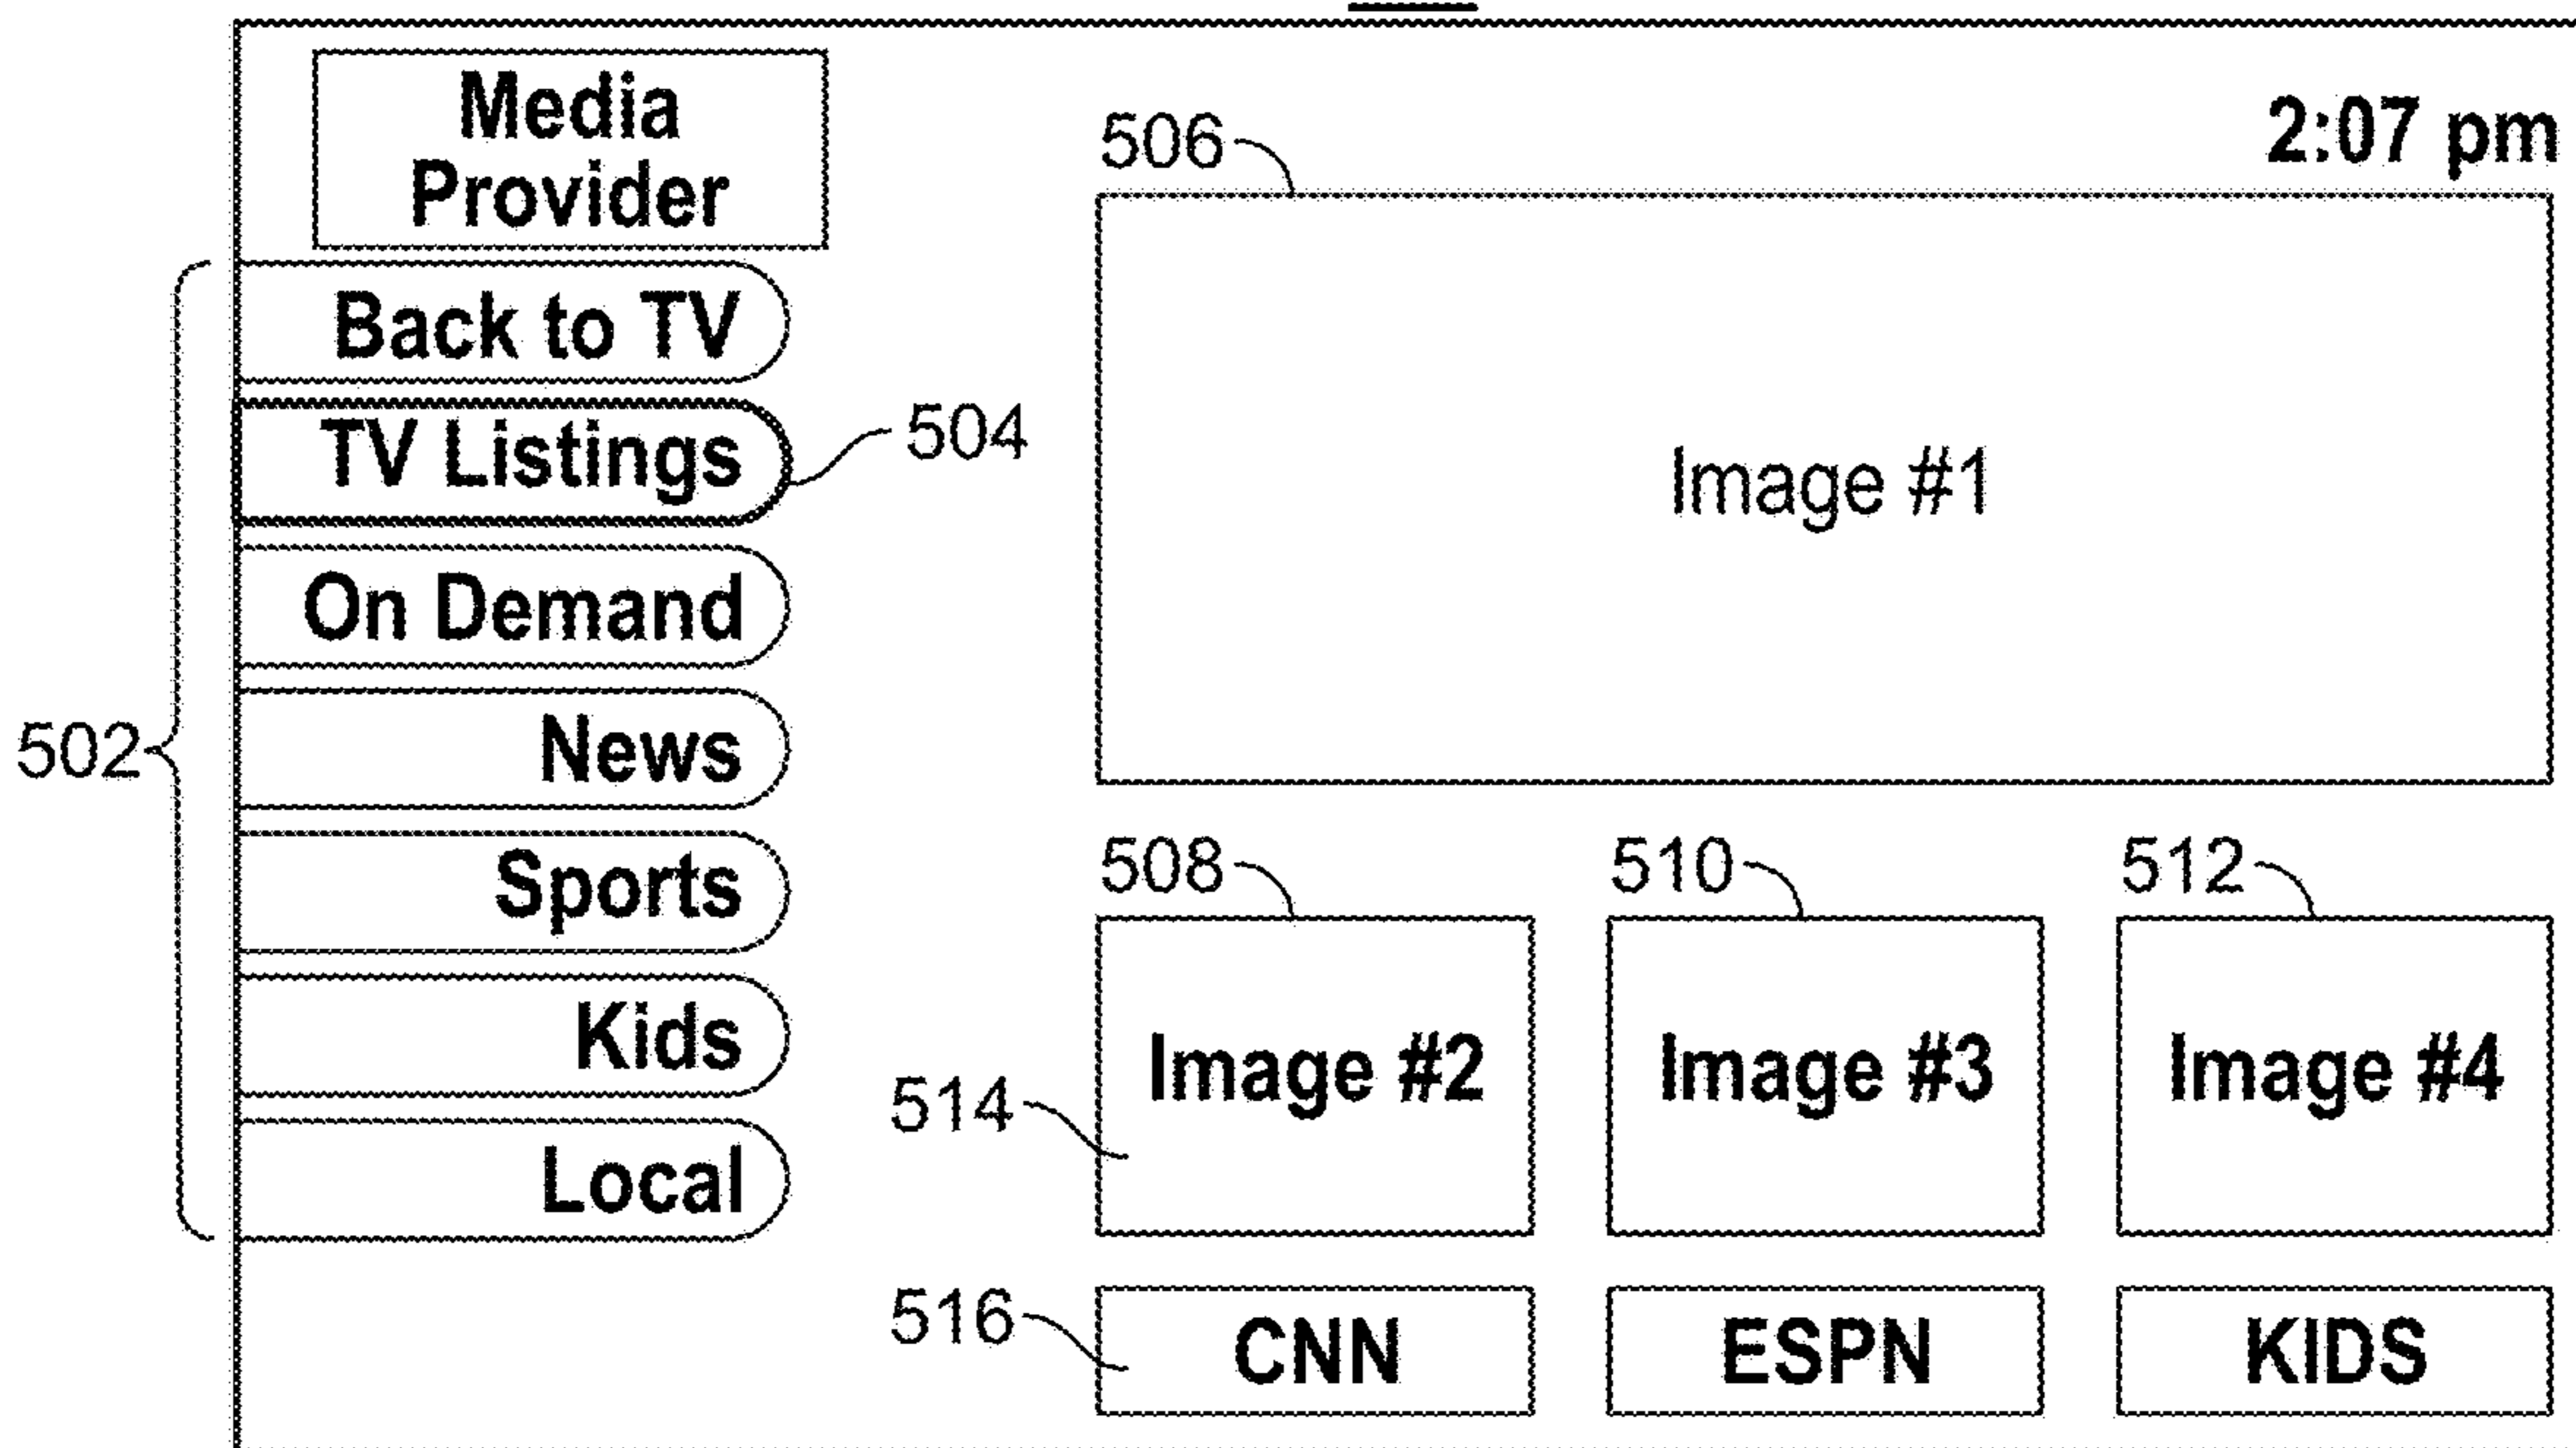 Media
Provider
2:07 pm
506
Back to TV
TV Listings
504
Image #1
On Demand
502
News
Sports
508
510
512
Kids
Image #2
Image #3
Image #4
514
Local
516
CNN
ESPN
KIDS